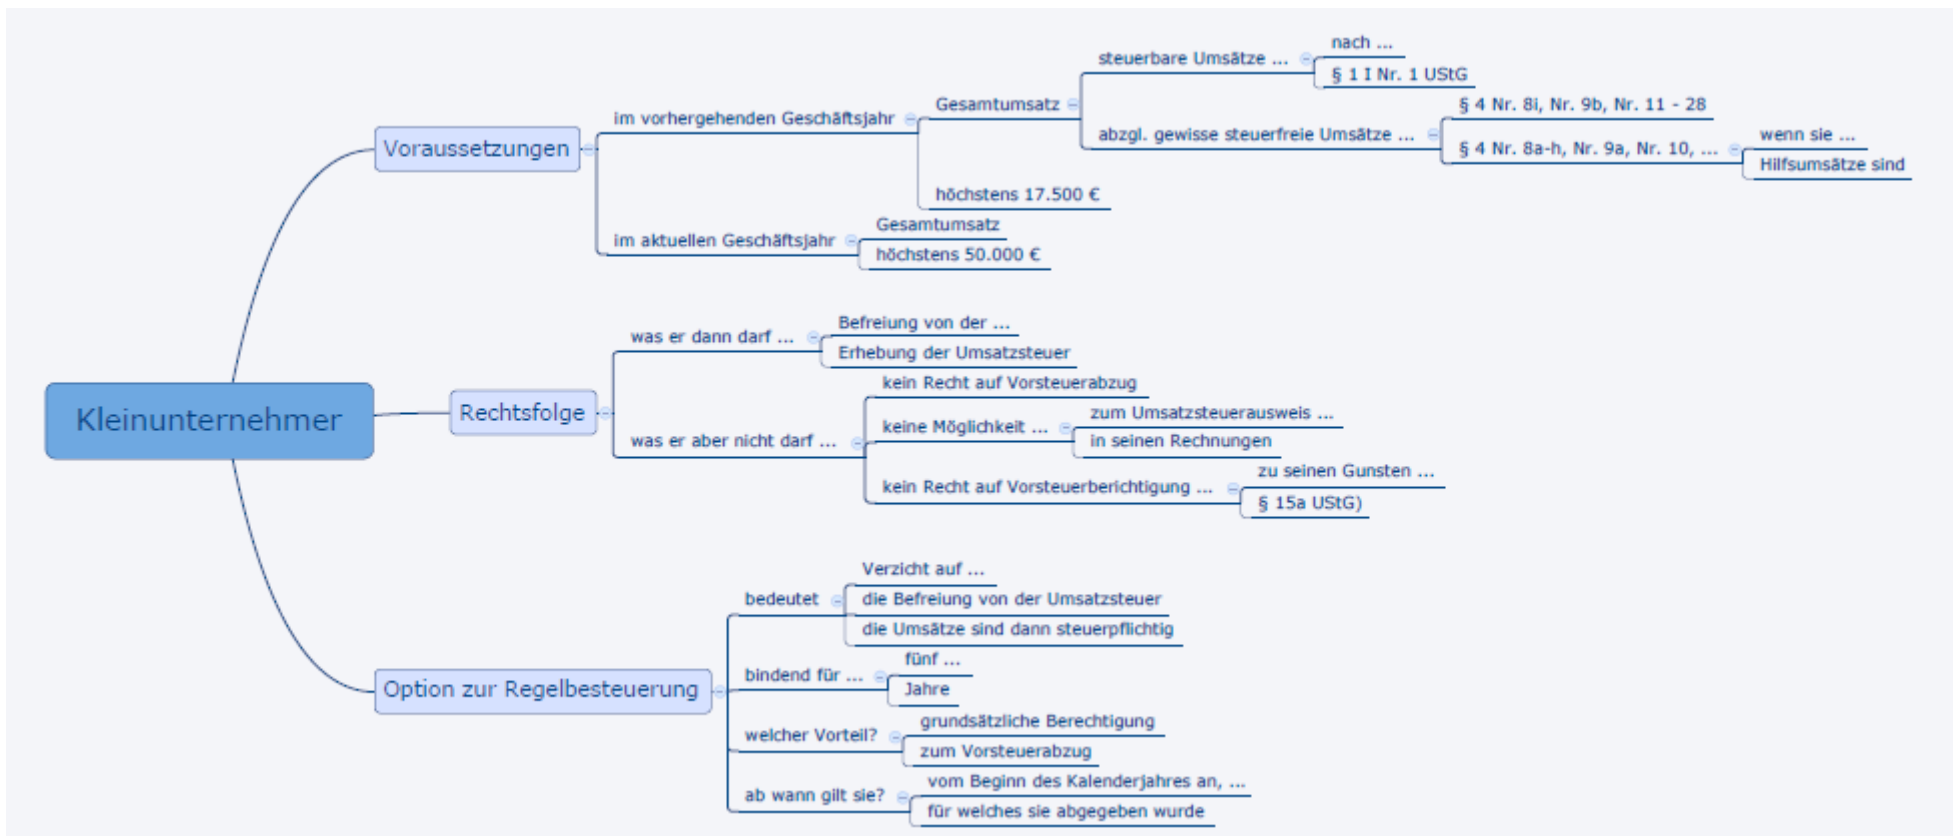 Kleinunternehmer
Voraussetzungen
im vorhergehenden Geschäftsjahr
Gesamtumsatz
steuerbare Umsätze ...
nach ...
§ 1 I Nr. 1 UStG
abzgl. gewisse steuerfreie Umsätze ...
§ 4 Nr. 8i, Nr. 9b, Nr. 11 - 28
§ 4 Nr. 8a-h, Nr. 9a, Nr. 10, ...
wenn sie ...
Hilfsumsätze sind
höchstens 17.500 €
im aktuellen Geschäftsjahr
Gesamtumsatz
höchstens 50.000 €
Rechtsfolge
was er dann darf ...
Befreiung von der ...
Erhebung der Umsatzsteuer
was er aber nicht darf ...
kein Recht auf Vorsteuerabzug
keine Möglichkeit ...
zum Umsatzsteuerausweis ...
in seinen Rechnungen
kein Recht auf Vorsteuerberichtigung ...
zu seinen Gunsten ...
§ 15a UStG)
Option zur Regelbesteuerung
bedeutet
Verzicht auf ...
die Befreiung von der Umsatzsteuer
die Umsätze sind dann steuerpflichtig
bindend für ...
fünf ...
Jahre
welcher Vorteil?
grundsätzliche Berechtigung
zum Vorsteuerabzug
ab wann gilt sie?
vom Beginn des Kalenderjahres an, ...
für welches sie abgegeben wurde